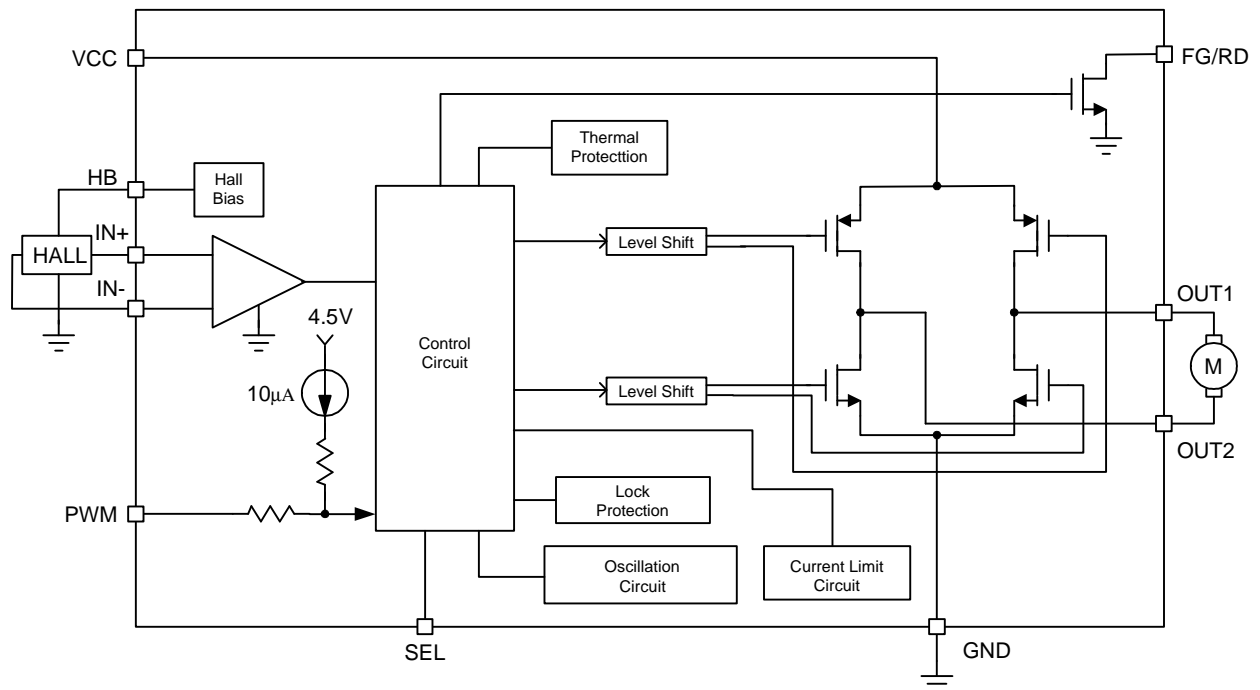 VCC
FG/RD
Thermal
Protecttion
HB
Hall
Bias
IN+
HALL
Level Shift
IN-
OUT1
4.5V
Control
Circuit
M
10μA
Level Shift
OUT2
Lock
Protection
PWM
Oscillation
Circuit
Current Limit
Circuit
SEL
GND